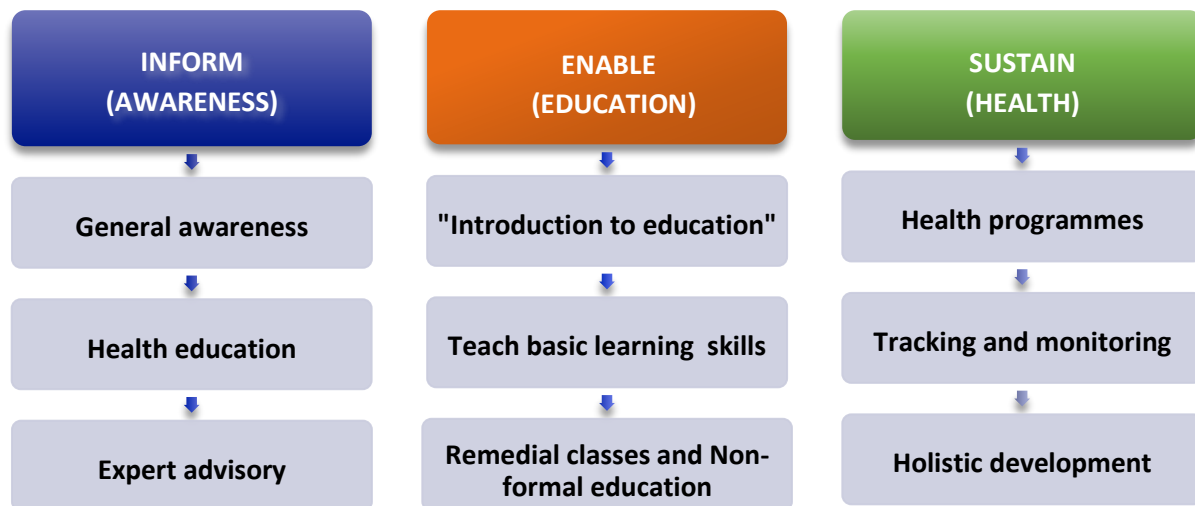 INFORM
(AWARENESS)
General awareness
Health education
Expert advisory
ENABLE
(EDUCATION)
"Introduction to education"
Teach basic learning skills
Remedial classes and Non-
formal education
SUSTAIN
(HEALTH)
Health programmes
Tracking and monitoring
Holistic development